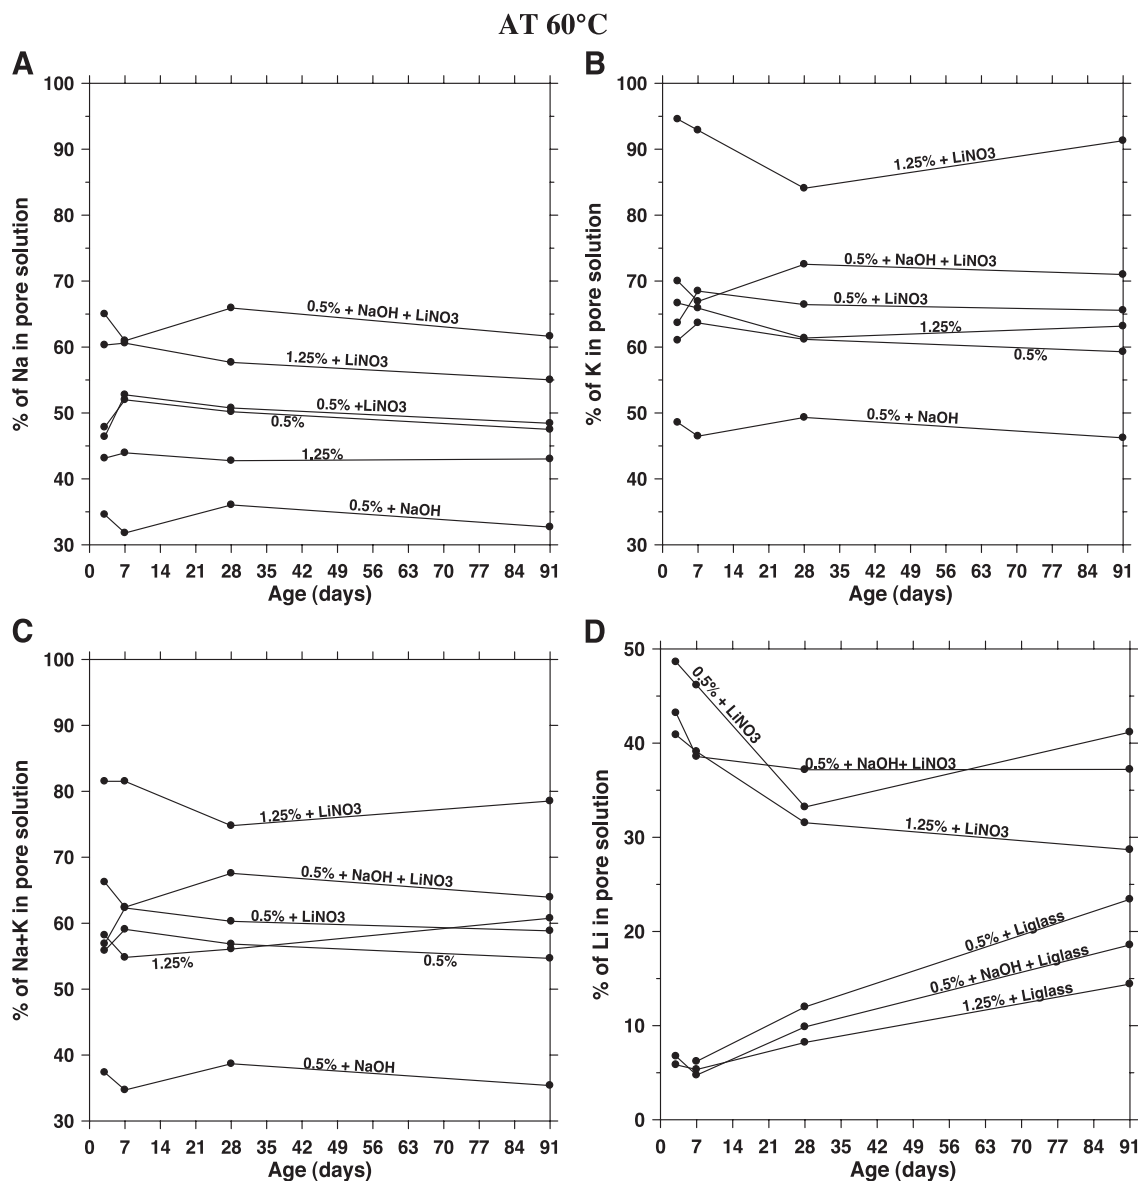 AT 60°C
A
% of Na in pore solution
100
90
80
70
60
50
40
30
0.5% + NaOH + LiNO3
1.25% + LiNO3
0.5% +LiNO3
0.5%
1.25%
0.5% + NaOH
0 7 14 21 28 35 42 49 56 63 70 77 84 91
Age (days)
B
% of K in pore solution
100
90
80
70
60
50
40
30
1.25% + LiNO3
0.5% + NaOH + LiNO3
0.5% + LiNO3
1.25%
0.5%
0.5% + NaOH
0 7 14 21 28 35 42 49 56 63 70 77 84 91
Age (days)
C
% of Na+K in pore solution
100
90
80
70
60
50
40
30
1.25% + LiNO3
0.5% + NaOH + LiNO3
0.5% + LiNO3
1.25%
0.5%
0.5% + NaOH
0 7 14 21 28 35 42 49 56 63 70 77 84 91
Age (days)
D
% of Li in pore solution
50
40
30
20
10
0
0.5% + LiNO3
0.5% + NaOH+ LiNO3
1.25% + LiNO3
0.5% + Liglass
0.5% + NaOH + Liglass
1.25% + Liglass
0 7 14 21 28 35 42 49 56 63 70 77 84 91
Age (days)